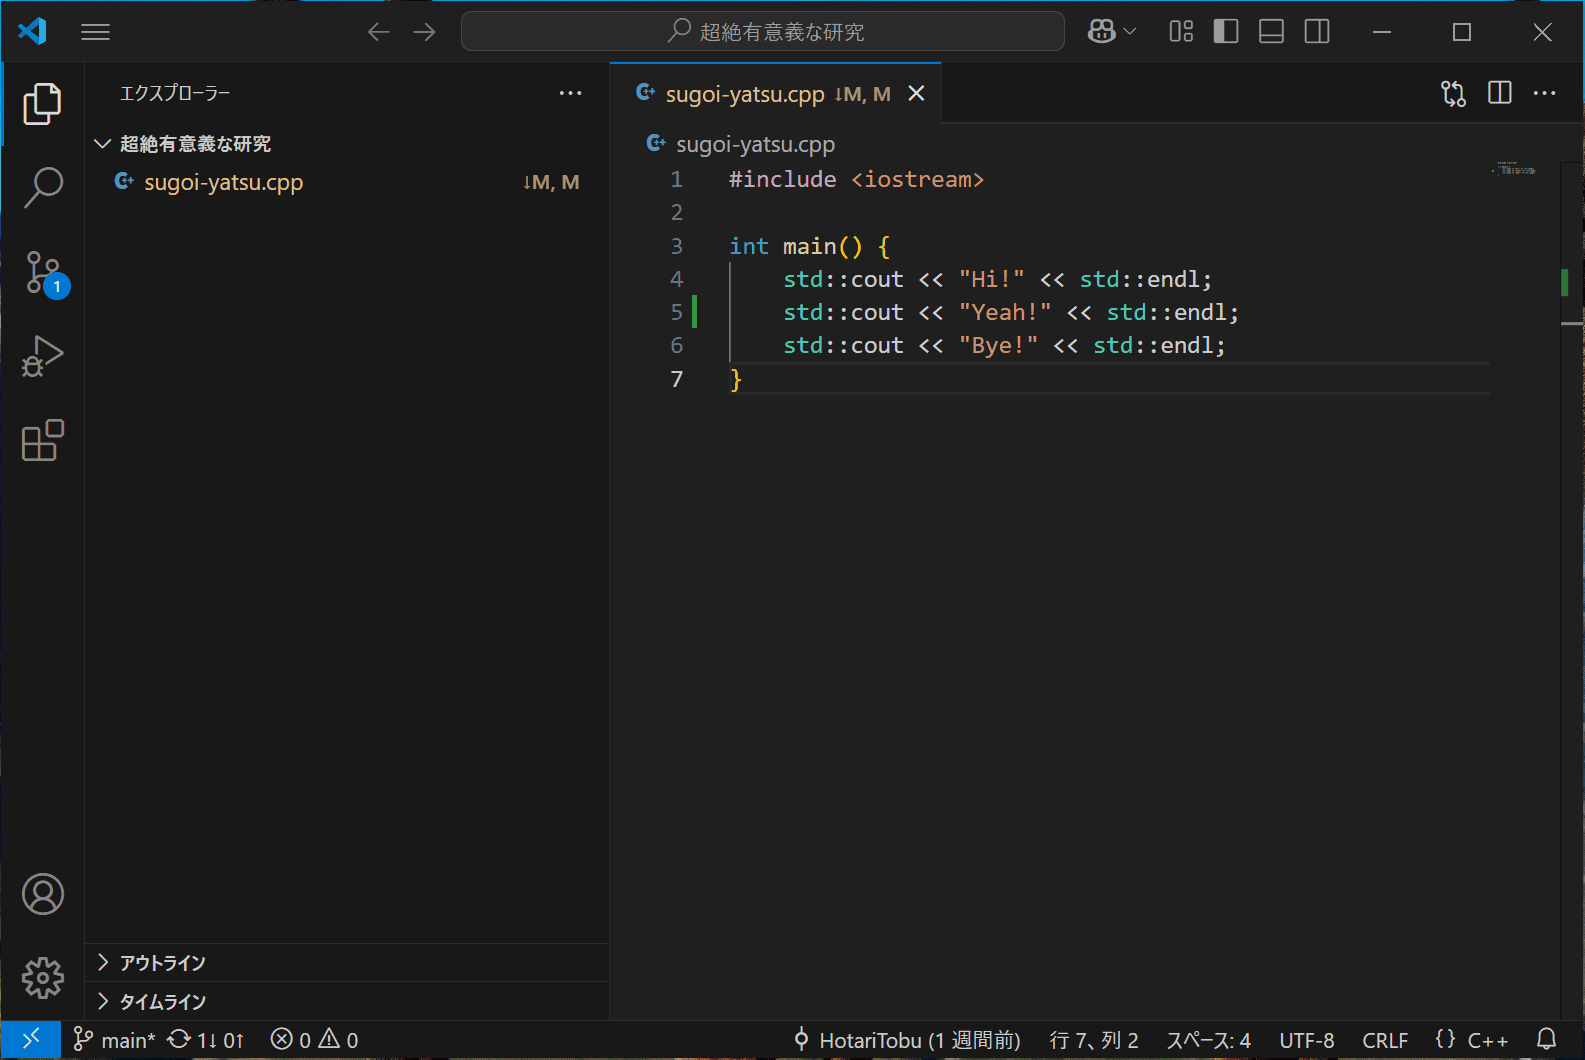 超絶有意義な研究
エクスプローラー
超絶有意義な研究
sugoi-yatsu.cpp ↓M, M
1
アウトライン
タイムライン
sugoi-yatsu.cpp ↓M, M
sugoi-yatsu.cpp
1 #include <iostream>
2
3 int main() {
4 std::cout << "Hi!" << std::endl;
5 std::cout << "Yeah!" << std::endl;
6 std::cout << "Bye!" << std::endl;
7 }
main* 1↓ 0↑ 0 0 HotariTobu (1 週間前) 行 7、列 2 スペース: 4 UTF-8 CRLF {} C++